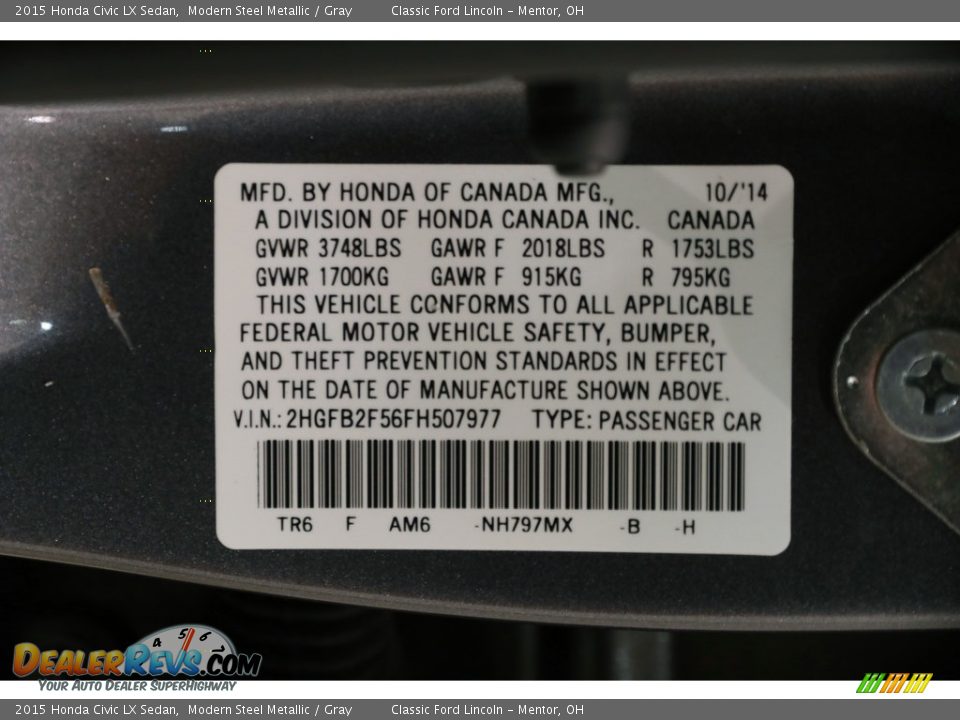 2015 Honda Civic LX Sedan, Modern Steel Metallic / Gray Classic Ford Lincoln - Mentor, OH
MFD. BY HONDA OF CANADA MFG., 10/'14
A DIVISION OF HONDA CANADA INC. CANADA
GVWR 3748LBS GAWR F 2018LBS R 1753LBS
GVWR 1700KG GAWR F 915KG R 795KG
THIS VEHICLE CONFORMS TO ALL APPLICABLE
FEDERAL MOTOR VEHICLE SAFETY, BUMPER,
AND THEFT PREVENTION STANDARDS IN EFFECT
ON THE DATE OF MANUFACTURE SHOWN ABOVE.
V.I.N.: 2HGFB2F56FH507977 TYPE: PASSENGER CAR
TR6 F AM6 -NH797MX -B -H
4 5 6
DEALERREVS.COM
YOUR AUTO DEALER SUPERHIGHWAY
2015 Honda Civic LX Sedan, Modern Steel Metallic / Gray Classic Ford Lincoln - Mentor, OH